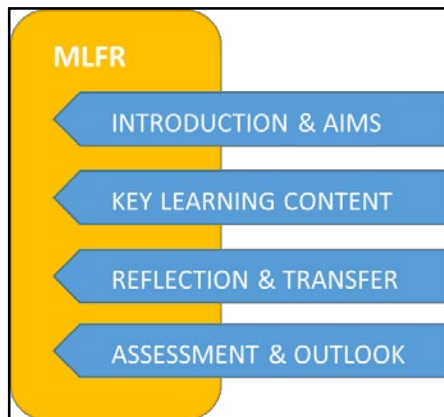 MLFR
INTRODUCTION & AIMS
KEY LEARNING CONTENT
REFLECTION & TRANSFER
ASSESSMENT & OUTLOOK